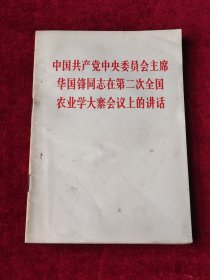 中国共产党中央委员会主席
华国锋同志在第二次全国
农业学大寨会议上的讲话